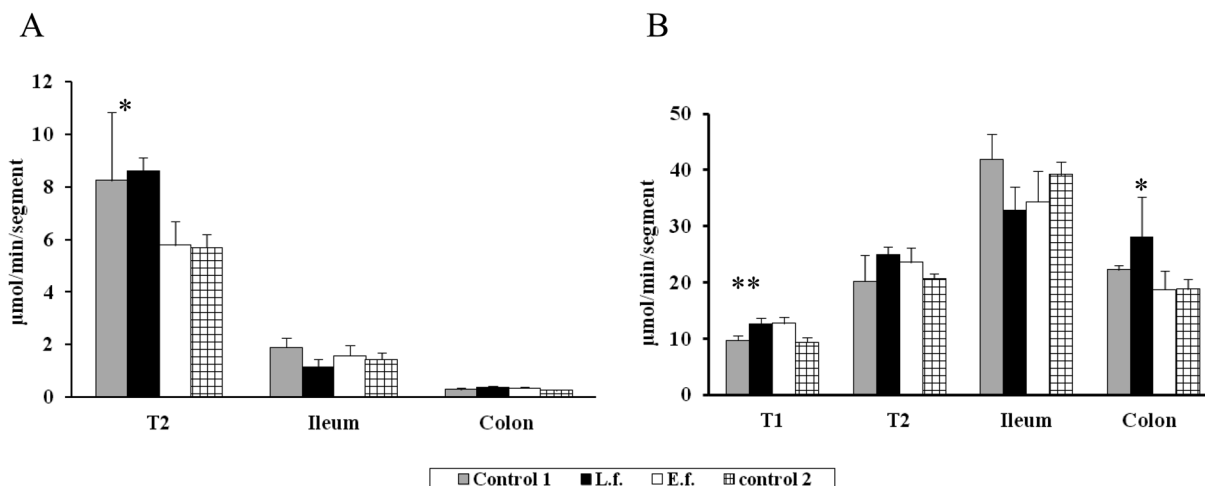 A
B
12
10
8
6
4
2
0
µmol/min/segment
*
T2 Ileum Colon
50
40
30
20
10
0
µmol/min/segment
**
*
T1 T2 Ileum Colon
Control 1 L.f. E.f. control 2